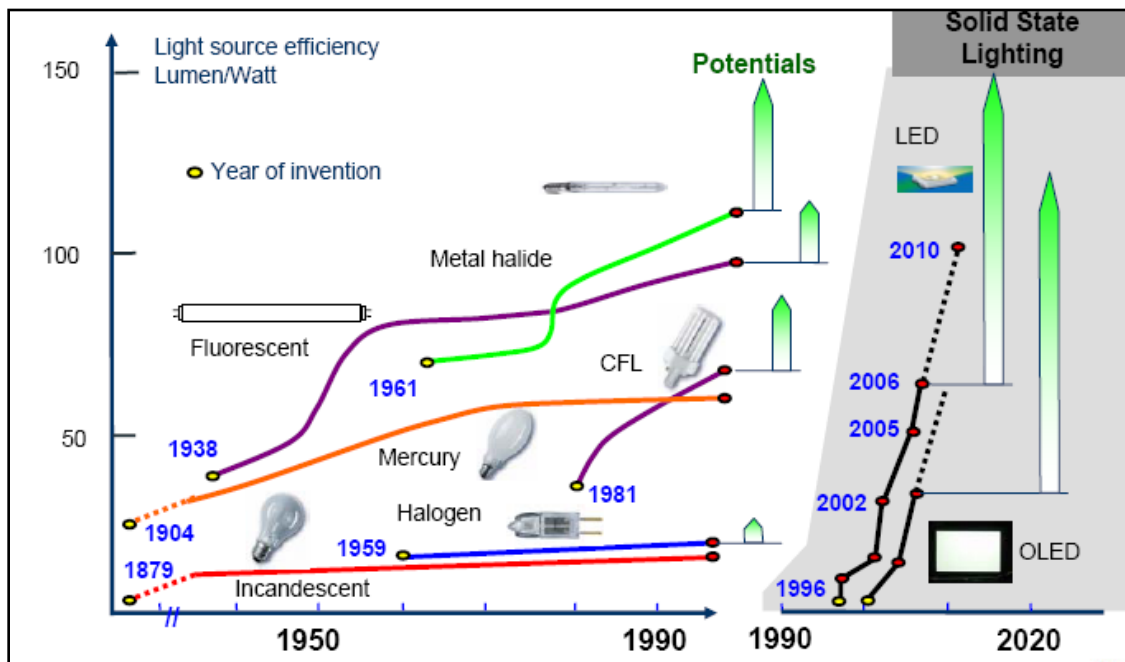 Light source efficiency
Lumen/Watt
Solid State
Lighting
Potentials
150
100
50
Year of invention
LED
Metal halide
2010
Fluorescent
1961
CFL
2006
2005
1938
Mercury
1981
2002
1904
Halogen
1959
1879
Incandescent
1996
OLED
1950
1990
1990
2020